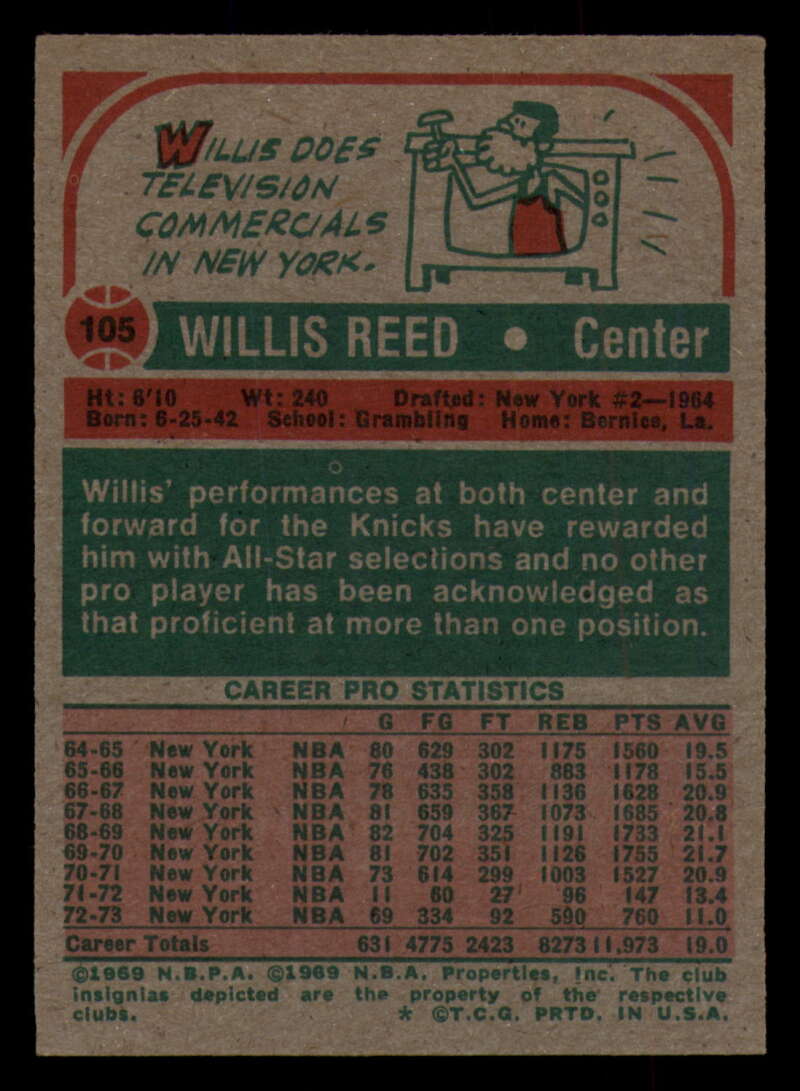 WILLIS DOES
TELEVISION
COMMERCIALS
IN NEW YORK.
105 WILLIS REED • Center
Ht: 6'10 Wt: 240 Drafted: New York #2—1964
Born: 6-25-42 School: Grambling Home: Bernice, La.
Willis' performances at both center and
forward for the Knicks have rewarded
him with All-Star selections and no other
pro player has been acknowledged as
that proficient at more than one position.
CAREER PRO STATISTICS
G FG FT REB PTS AVG
64-65 New York NBA 80 629 302 1175 1560 19.5
65-66 New York NBA 76 438 302 883 1178 15.5
66-67 New York NBA 78 635 358 1136 1628 20.9
67-68 New York NBA 81 659 367 1073 1685 20.8
68-69 New York NBA 82 704 325 1191 1733 21.1
69-70 New York NBA 81 702 351 1126 1755 21.7
70-71 New York NBA 73 614 299 1003 1527 20.9
71-72 New York NBA 11 60 27 96 147 13.4
72-73 New York NBA 69 334 92 590 760 11.0
Career Totals 631 4775 2423 8273 11,973 19.0
©1969 N.B.P.A. ©1969 N.B.A. Properties, Inc. The club
insignias depicted are the property of the respective
clubs. * ©T.C.G. PRTD. IN U.S.A.